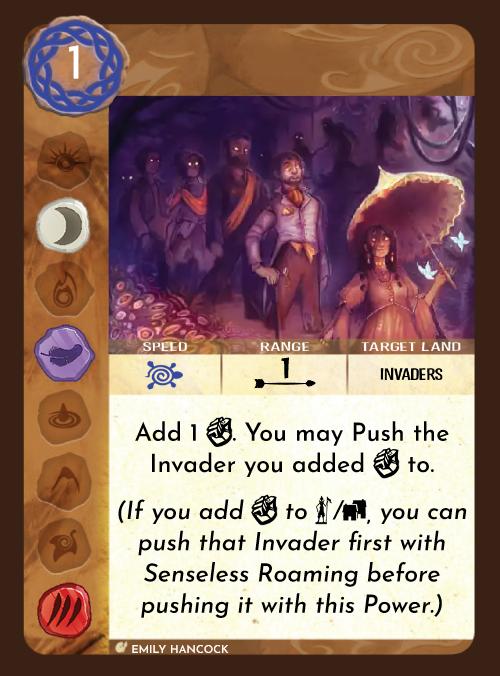 1
SPEED
RANGE
TARGET LAND
1
INVADERS
Add 1 . You may Push the
Invader you added to.
(If you add to /, you can
push that Invader first with
Senseless Roaming before
pushing it with this Power.)
EMILY HANCOCK